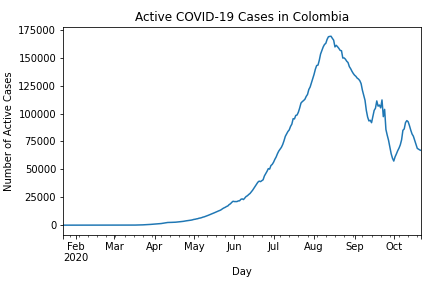 Active COVID-19 Cases in Colombia
175000
150000
125000
100000
75000
50000
25000
0
Number of Active Cases
Feb Mar Apr May Jun Jul Aug Sep Oct
2020
Day